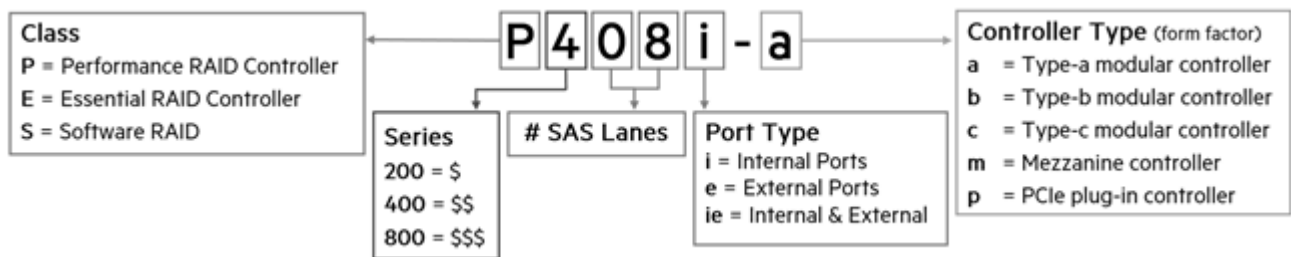 P408i-a
Class
P = Performance RAID Controller
E = Essential RAID Controller
S = Software RAID
Series
200 = $
400 = $$
800 = $$$
# SAS Lanes
Port Type
i = Internal Ports
e = External Ports
ie = Internal & External
Controller Type (form factor)
a = Type-a modular controller
b = Type-b modular controller
c = Type-c modular controller
m = Mezzanine controller
p = PCIe plug-in controller